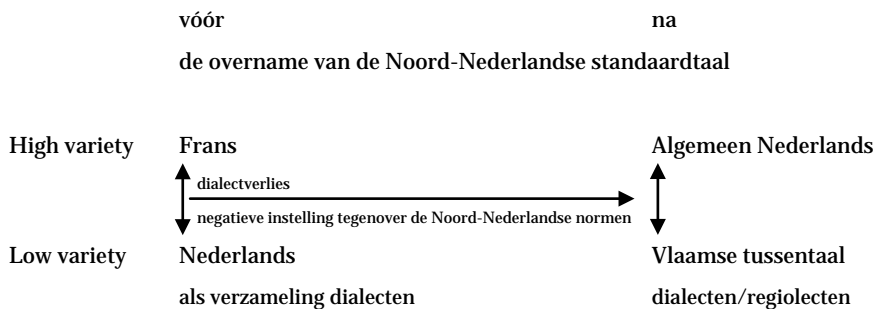 vóór na
de overname van de Noord-Nederlandse standaardtaal
High variety Frans Algemeen Nederlands
dialectverlies
negatieve instelling tegenover de Noord-Nederlandse normen
Low variety Nederlands Vlaamse tussentaal
als verzameling dialecten dialecten/regiolecten